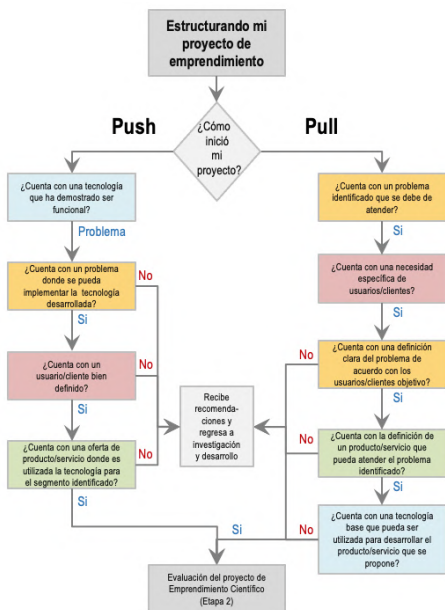 Estructurando mi
proyecto de
emprendimiento
Push
¿Cómo
inició
mi
proyecto?
Pull
¿Cuenta con una tecnología
que ha demostrado ser
funcional?
¿Cuenta con un problema
identificado que se debe de
atender?
Problema
Si
¿Cuenta con un problema
donde se pueda
implementar la tecnología
desarrollada?
No
¿Cuenta con una necesidad
específica de
usuarios/clientes?
Si
Si
¿Cuenta con un
usuario/cliente bien
definido?
No
No
¿Cuenta con una definición
clara del problema de
acuerdo con los
usuarios/clientes objetivo?
Si
Si
Recibe
recomenda-
ciones y
regresa a
investigación
y desarrollo
¿Cuenta con una oferta de
producto/servicio donde es
utilizada la tecnología para
el segmento identificado?
No
No
¿Cuenta con la definición de
un producto/servicio que
pueda atender el problema
identificado?
Si
Si
Si
No
¿Cuenta con una tecnología
base que pueda ser
utilizada para desarrollar el
producto/servicio que se
propone?
Evaluación del proyecto de
Emprendimiento Científico
(Etapa 2)